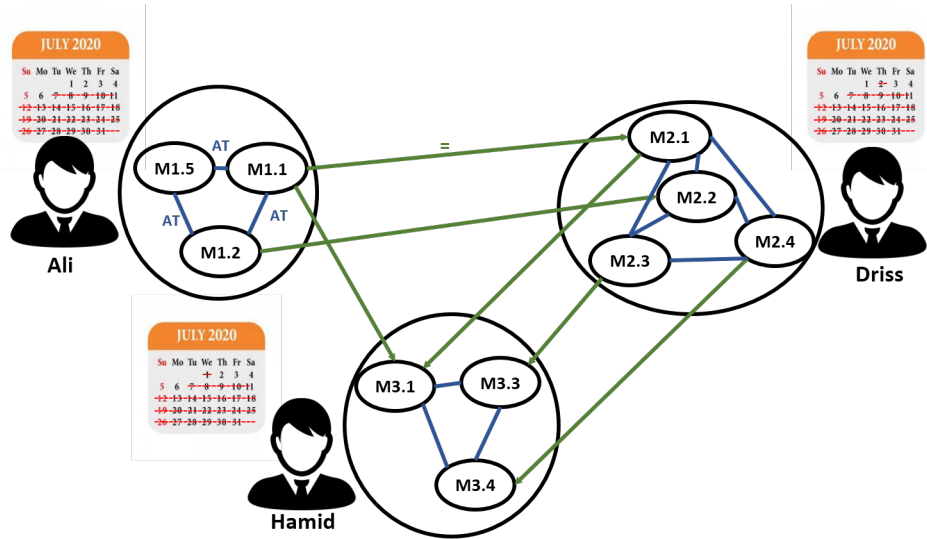 JULY 2020
Su Mo Tu We Th Fr Sa
1 2 3 4
5 6 7 8 9 10 11
12 13 14 15 16 17 18
19 20 21 22 23 24 25
26 27 28 29 30 31
Ali
JULY 2020
Su Mo Tu We Th Fr Sa
1 2 3 4
5 6 7 8 9 10 11
12 13 14 15 16 17 18
19 20 21 22 23 24 25
26 27 28 29 30 31
Driss
AT
M1.5
M1.1
AT
AT
M1.2
=
M2.1
M2.2
M2.4
M2.3
JULY 2020
Su Mo Tu We Th Fr Sa
1 2 3 4
5 6 7 8 9 10 11
12 13 14 15 16 17 18
19 20 21 22 23 24 25
26 27 28 29 30 31
Hamid
M3.1
M3.3
M3.4